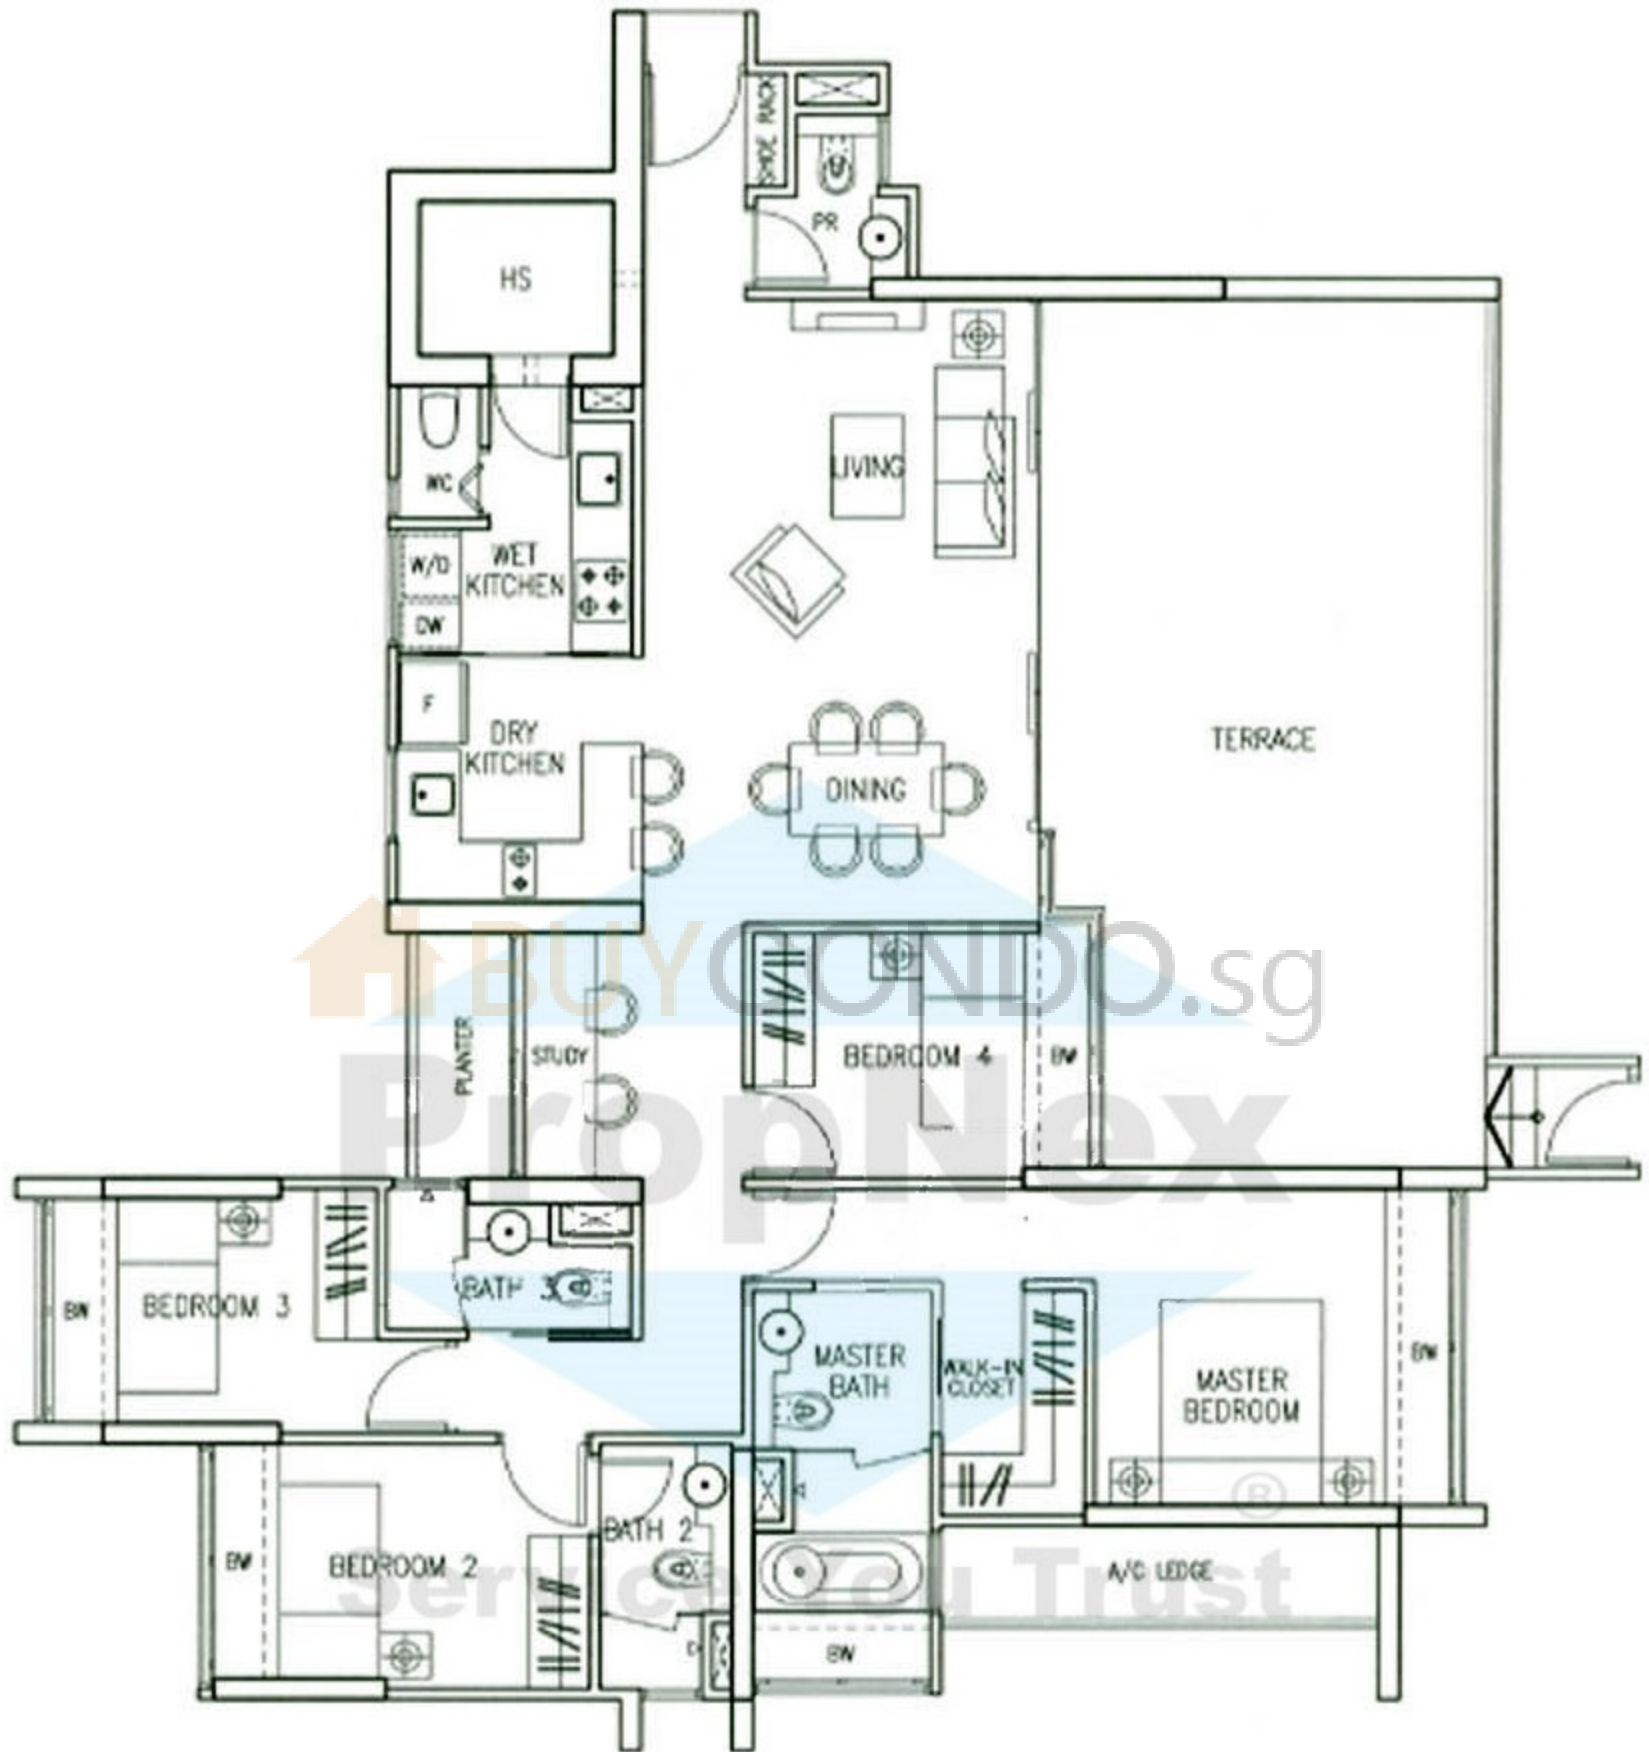 SHOE RACK
PR
HS
LIVING
WC
WET
KITCHEN
W/D
DW
F
DRY
KITCHEN
DINING
TERRACE
BUYCONDO.sg
PLANTER
STUDY
BEDROOM 4
BW
PropNex
BATH 3
BW
BEDROOM 3
MASTER
BATH
WALK-IN
CLOSET
MASTER
BEDROOM
BW
®
BATH 2
BW
BEDROOM 2
A/C LEDGE
Service You Trust
BW